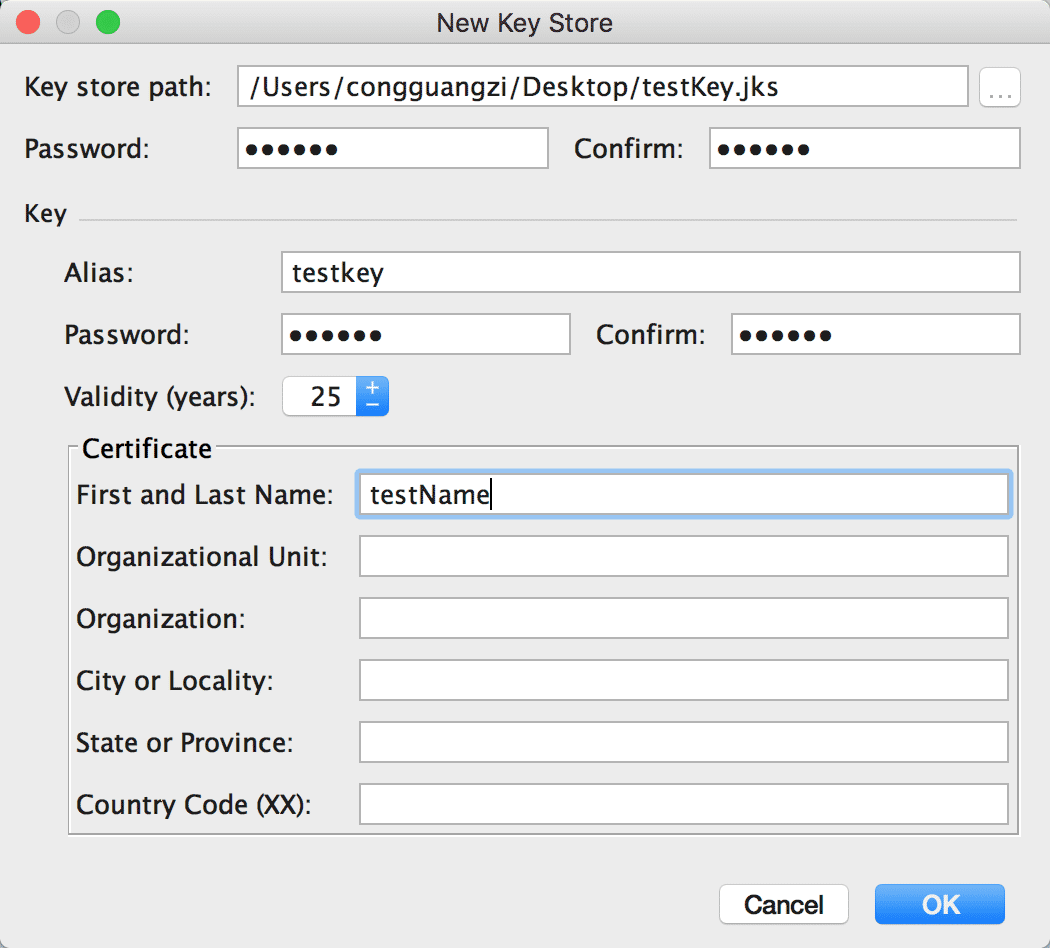 New Key Store
Key store path: /Users/congguangzi/Desktop/testKey.jks ...
Password: •••••• Confirm: ••••••
Key
Alias: testkey
Password: •••••• Confirm: ••••••
Validity (years): 25 + −
Certificate
First and Last Name: testName
Organizational Unit:
Organization:
City or Locality:
State or Province:
Country Code (XX):
Cancel OK